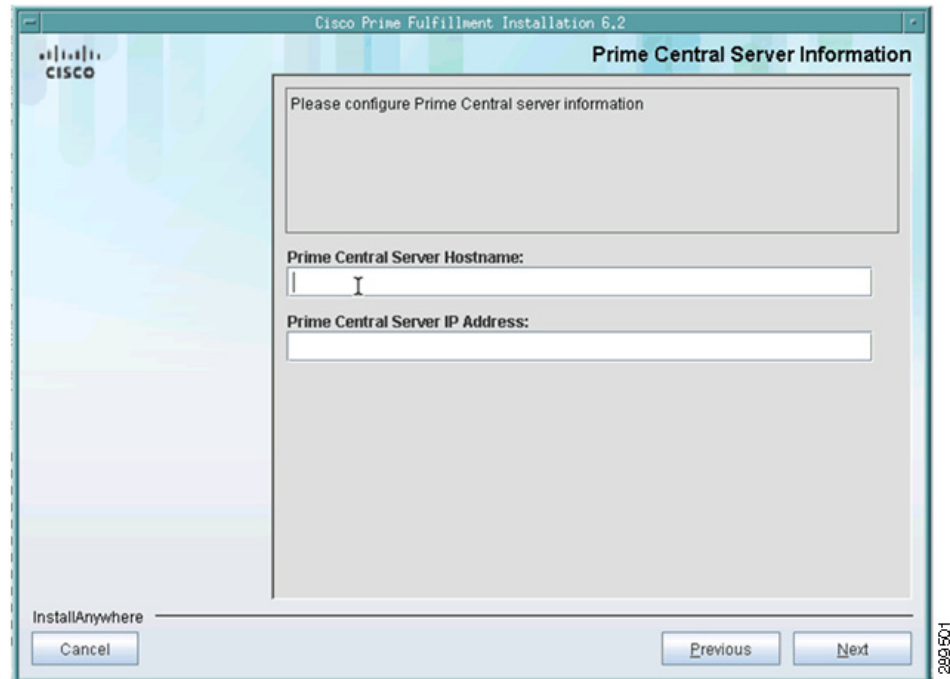 Cisco Prime Fulfillment Installation 6.2
CISCO
Prime Central Server Information
Please configure Prime Central server information
Prime Central Server Hostname:
Prime Central Server IP Address:
InstallAnywhere
Cancel
Previous
Next
289501